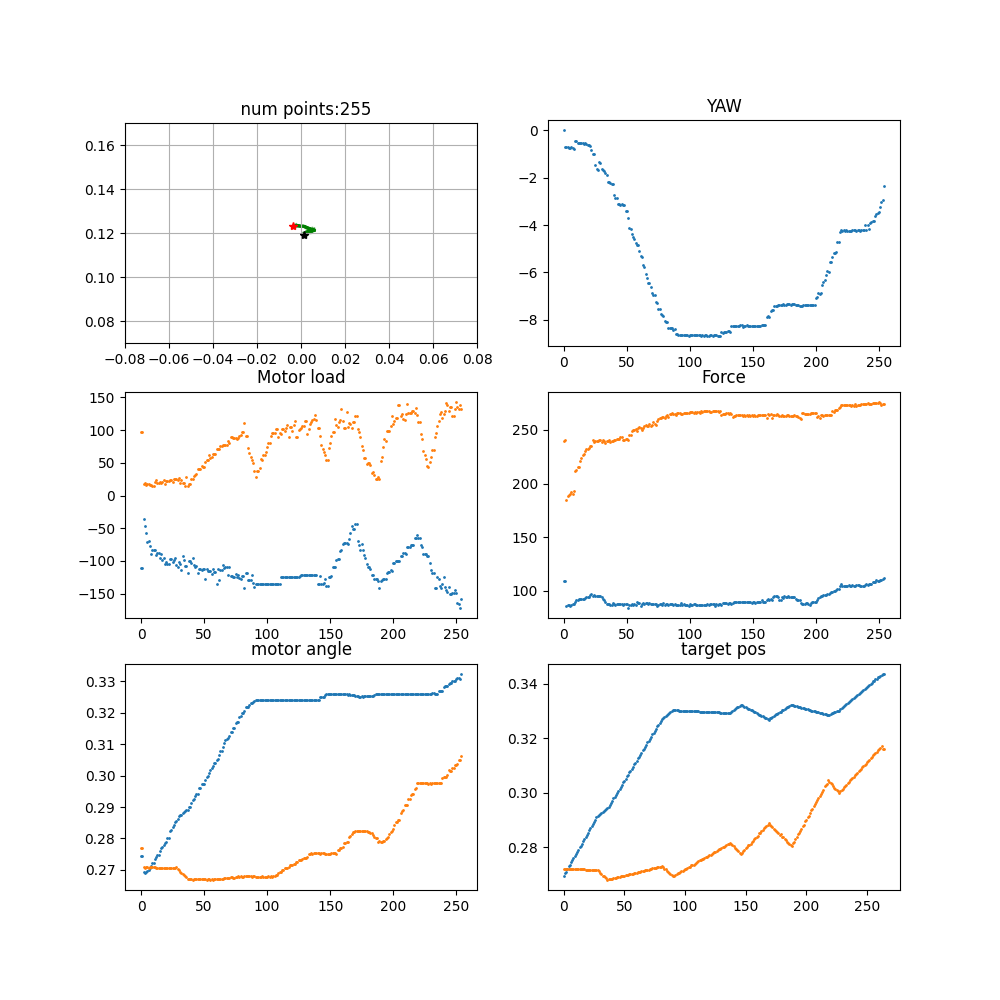 num points:255
0.16
0.14
0.12
0.10
0.08
−0.08 −0.06 −0.04 −0.02 0.00 0.02 0.04 0.06 0.08
YAW
0
−2
−4
−6
−8
0 50 100 150 200 250
Motor load
150
100
50
0
−50
−100
−150
0 50 100 150 200 250
Force
250
200
150
100
0 50 100 150 200 250
motor angle
0.33
0.32
0.31
0.30
0.29
0.28
0.27
0 50 100 150 200 250
target pos
0.34
0.32
0.30
0.28
0 50 100 150 200 250